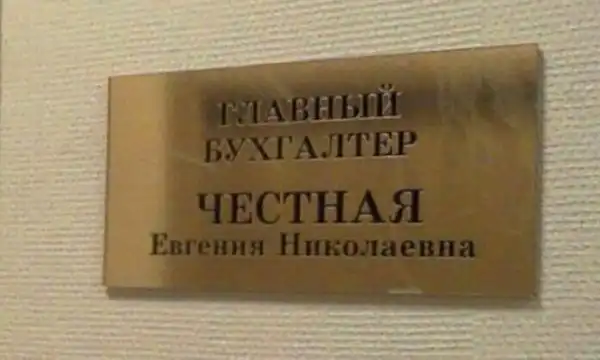 ГЛАВНЫЙ
БУХГАЛТЕР
ЧЕСТНАЯ
Евгения Николаевна